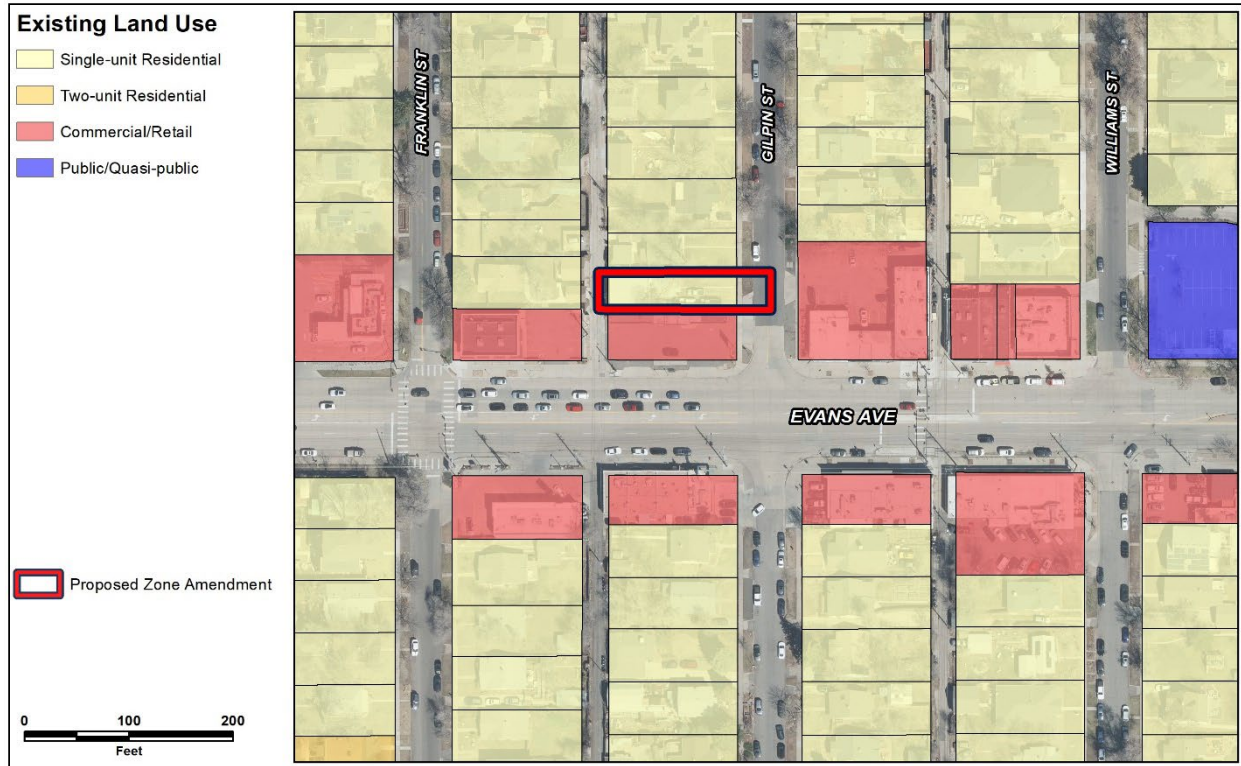 Existing Land Use
Single-unit Residential
Two-unit Residential
Commercial/Retail
Public/Quasi-public
Proposed Zone Amendment
0 100 200
Feet
FRANKLIN ST
GILPIN ST
WILLIAMS ST
EVANS AVE